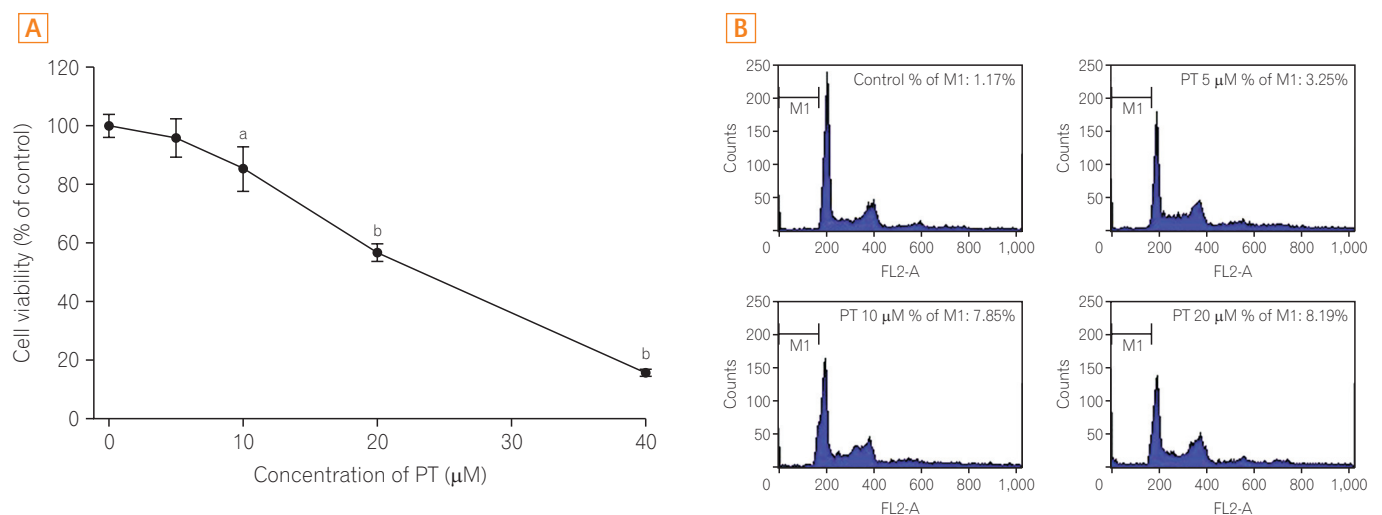 A
120
100
80
60
40
20
0
Cell viability (% of control)
a
b
b
0 10 20 30 40
Concentration of PT (μM)
B
250
200
150
100
50
0 200 400 600 800 1,000
Counts
FL2-A
M1
Control % of M1: 1.17%
250
200
150
100
50
0 200 400 600 800 1,000
Counts
FL2-A
M1
PT 5 μM % of M1: 3.25%
250
200
150
100
50
0 200 400 600 800 1,000
Counts
FL2-A
M1
PT 10 μM % of M1: 7.85%
250
200
150
100
50
0 200 400 600 800 1,000
Counts
FL2-A
M1
PT 20 μM % of M1: 8.19%